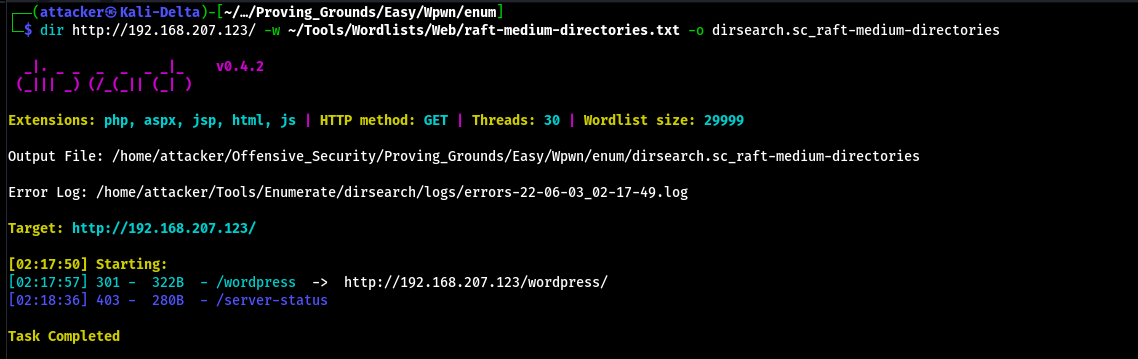 (attacker㉿Kali-Delta)-[~/…/Proving_Grounds/Easy/Wpwn/enum]
$ dir http://192.168.207.123/ -w ~/Tools/Wordlists/Web/raft-medium-directories.txt -o dirsearch.sc_raft-medium-directories
_|. _ _  _  _  _ _|_    v0.4.2
(_||| _) (/_(_|| (_| )
Extensions: php, aspx, jsp, html, js | HTTP method: GET | Threads: 30 | Wordlist size: 29999
Output File: /home/attacker/Offensive_Security/Proving_Grounds/Easy/Wpwn/enum/dirsearch.sc_raft-medium-directories
Error Log: /home/attacker/Tools/Enumerate/dirsearch/logs/errors-22-06-03_02-17-49.log
Target: http://192.168.207.123/
[02:17:50] Starting:
[02:17:57] 301 -  322B  - /wordpress  ->  http://192.168.207.123/wordpress/
[02:18:36] 403 -  280B  - /server-status
Task Completed